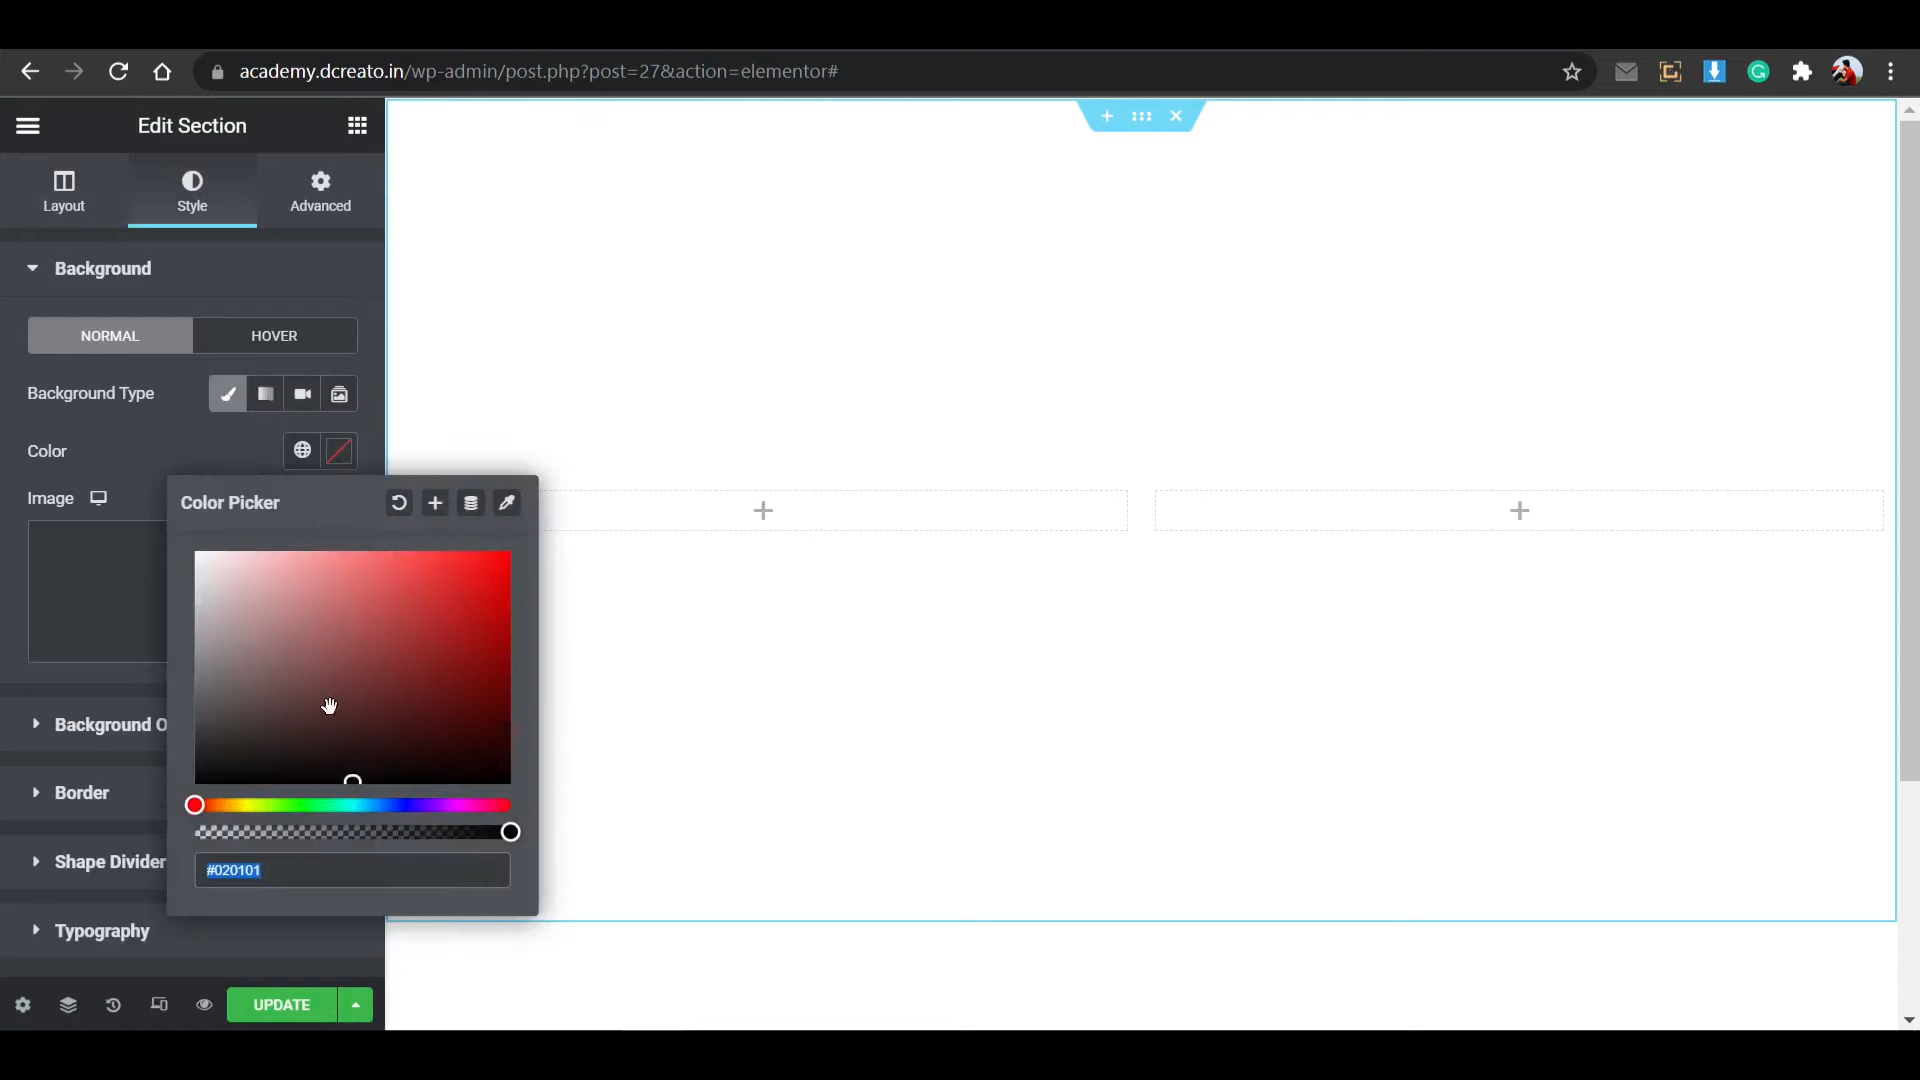 academy.dcreato.in/wp-admin/post.php?post=27&action=elementor#
Edit Section
Layout
Style
Advanced
Background
NORMAL
HOVER
Background Type
Color
Image
Color Picker
Background O
Border
Shape Divider
#020101
Typography
UPDATE